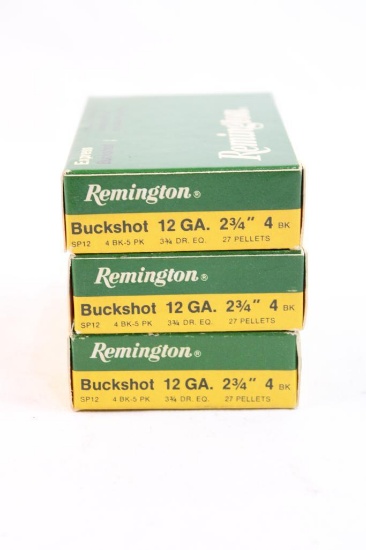 Express
Remington
Remington®
Buckshot 12 GA. 2¾" 4 BK
SP12 4 BK-5 PK 3¾ DR. EQ. 27 PELLETS
Remington®
Buckshot 12 GA. 2¾" 4 BK
SP12 4 BK-5 PK 3¾ DR. EQ. 27 PELLETS
Remington®
Buckshot 12 GA. 2¾" 4 BK
SP12 4 BK-5 PK 3¾ DR. EQ. 27 PELLETS